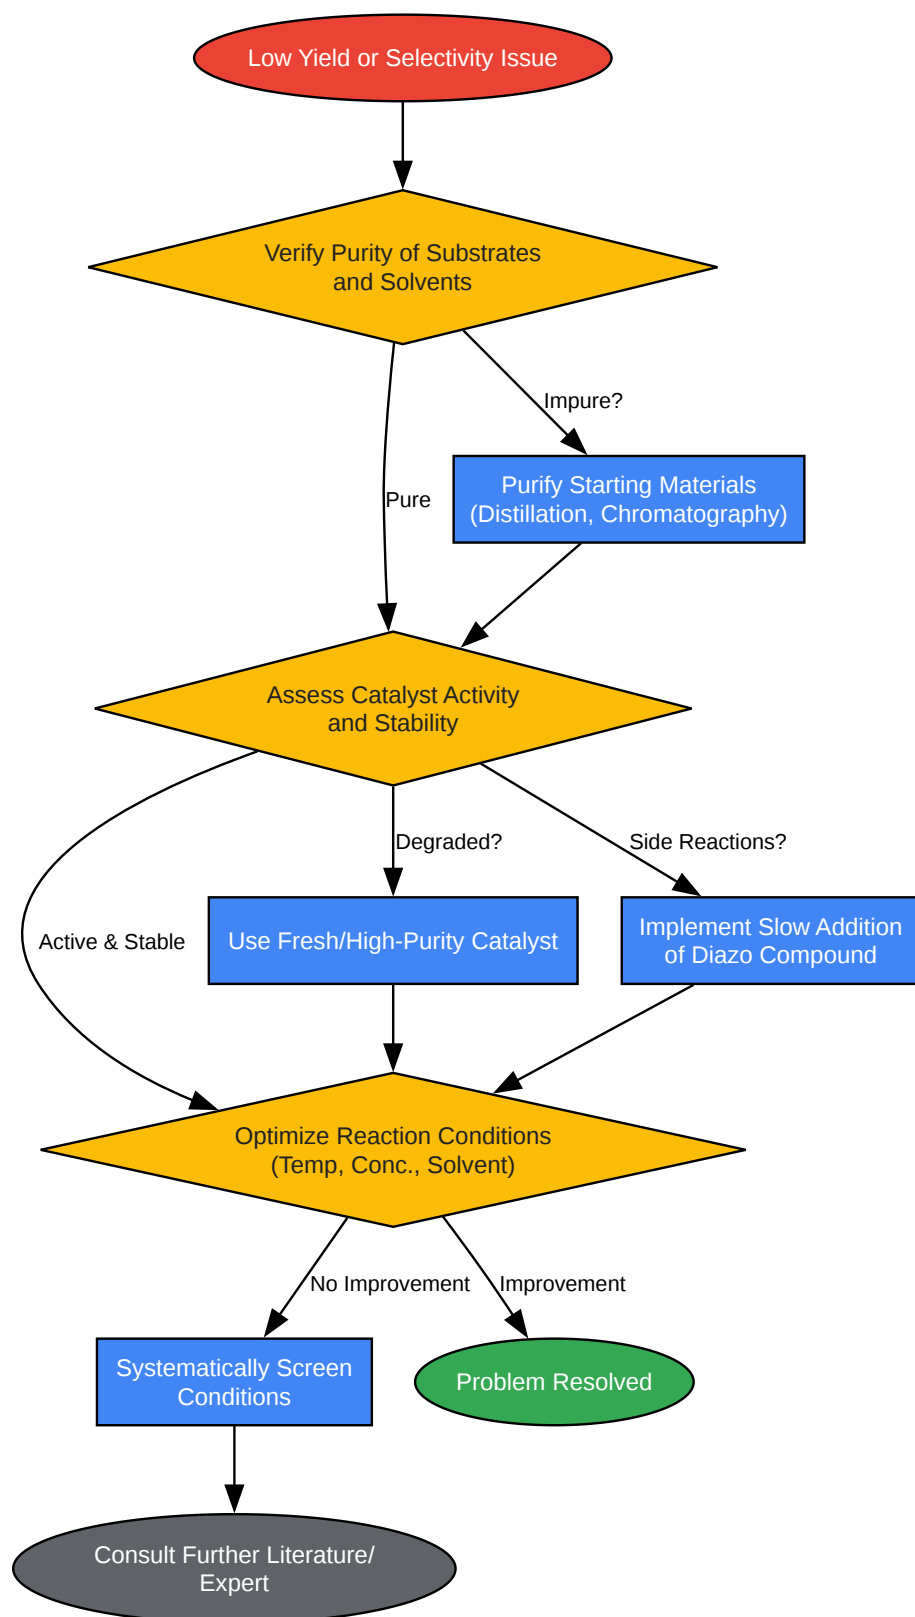 Low Yield or Selectivity Issue
Verify Purity of Substrates
and Solvents
Impure?
Pure
Purify Starting Materials
(Distillation, Chromatography)
Assess Catalyst Activity
and Stability
Degraded?
Side Reactions?
Active & Stable
Use Fresh/High-Purity Catalyst
Implement Slow Addition
of Diazo Compound
Optimize Reaction Conditions
(Temp, Conc., Solvent)
No Improvement
Improvement
Systematically Screen
Conditions
Problem Resolved
Consult Further Literature/
Expert